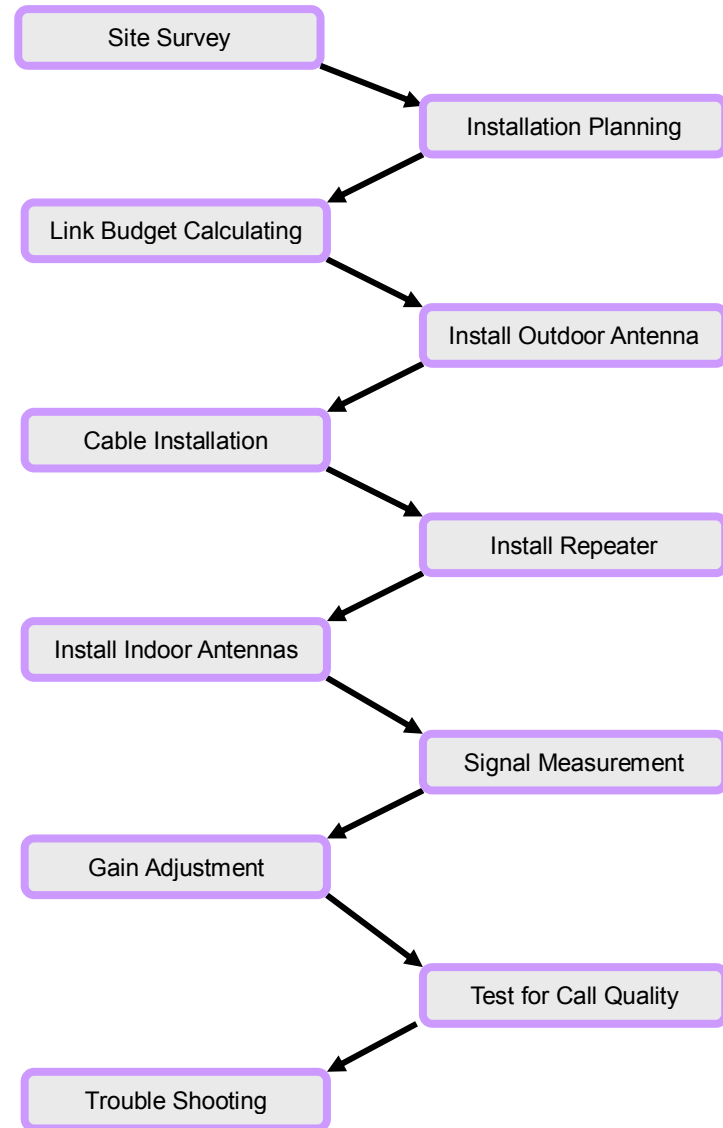 Site Survey
Installation Planning
Link Budget Calculating
Install Outdoor Antenna
Cable Installation
Install Repeater
Install Indoor Antennas
Signal Measurement
Gain Adjustment
Test for Call Quality
Trouble Shooting